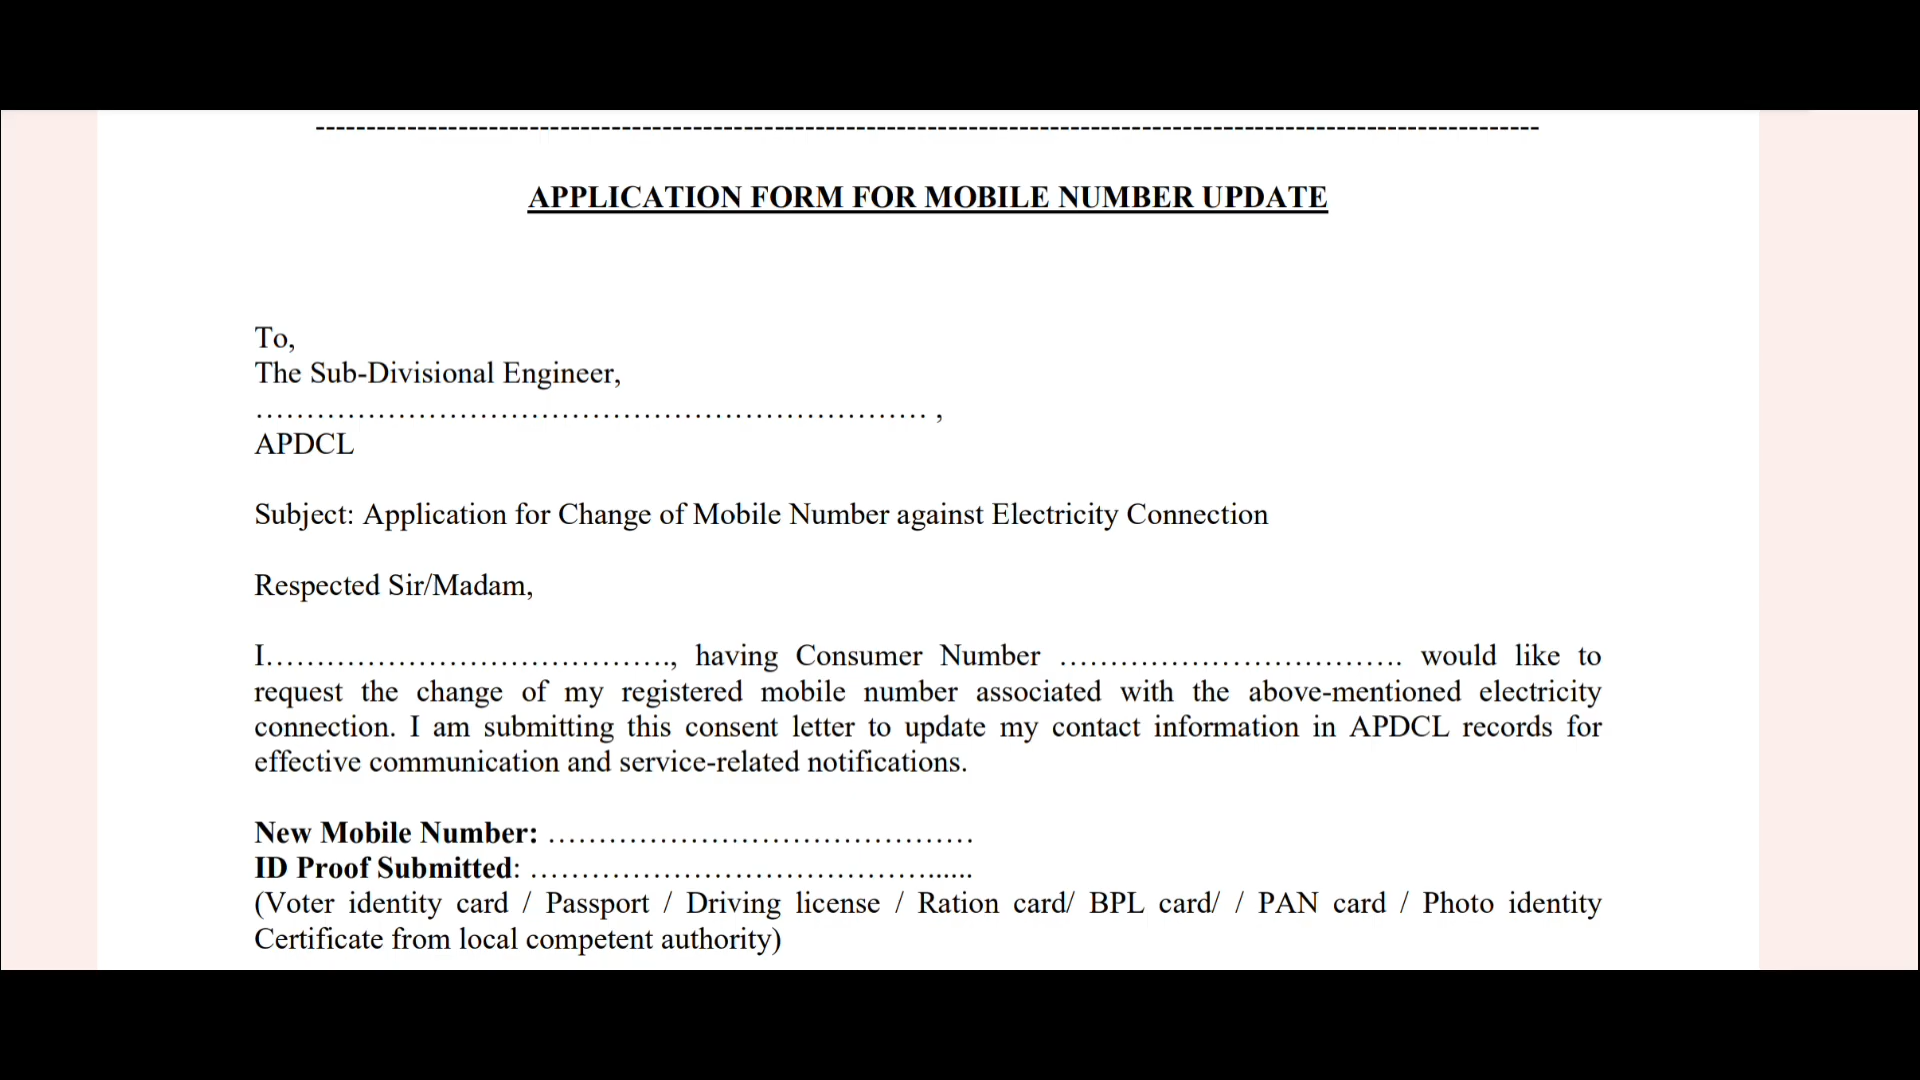 ------------------------------------------------------------------------------------------------------------------------
APPLICATION FORM FOR MOBILE NUMBER UPDATE
To,
The Sub-Divisional Engineer,
………………………………………………………… ,
APDCL
Subject: Application for Change of Mobile Number against Electricity Connection
Respected Sir/Madam,
I…………………………………., having Consumer Number ……………………………. would like to
request the change of my registered mobile number associated with the above-mentioned electricity
connection. I am submitting this consent letter to update my contact information in APDCL records for
effective communication and service-related notifications.
New Mobile Number: ……………………………………
ID Proof Submitted: …………………………………......
(Voter identity card / Passport / Driving license / Ration card/ BPL card/ / PAN card / Photo identity
Certificate from local competent authority)